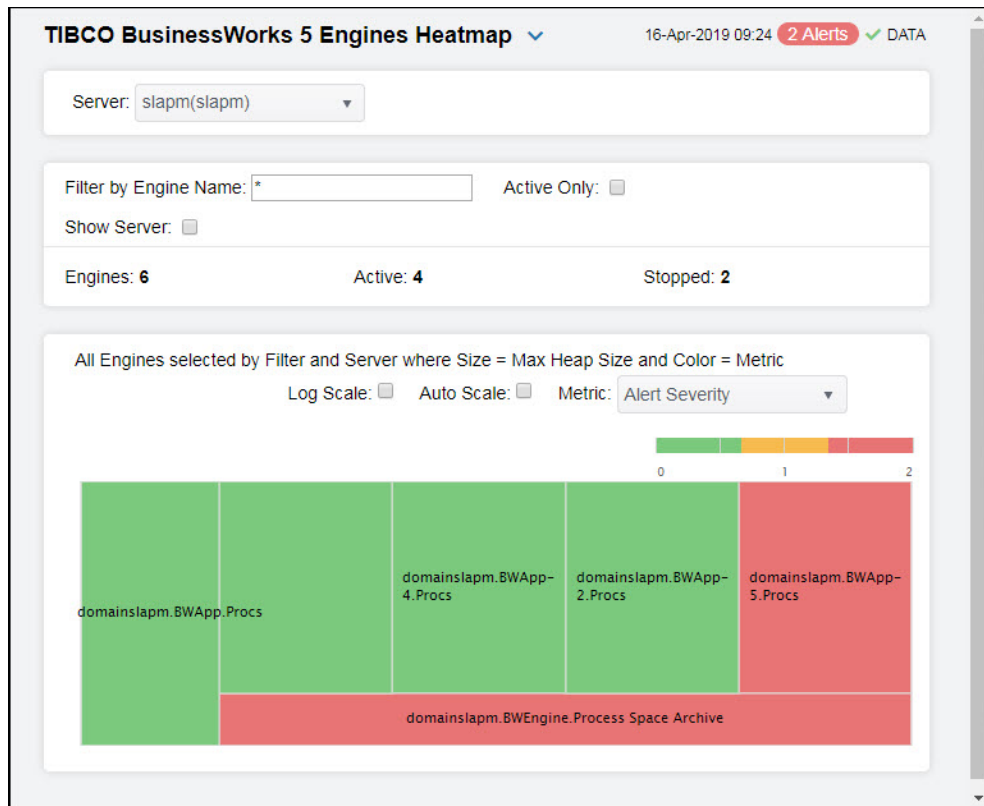 TIBCO BusinessWorks 5 Engines Heatmap 16-Apr-2019 09:24 2 Alerts DATA
Server: slapm(slapm)
Filter by Engine Name: * Active Only:
Show Server:
Engines: 6 Active: 4 Stopped: 2
All Engines selected by Filter and Server where Size = Max Heap Size and Color = Metric
Log Scale: Auto Scale: Metric: Alert Severity
0 1 2
domainslapm.BWApp.Procs
domainslapm.BWApp-
4.Procs
domainslapm.BWApp-
2.Procs
domainslapm.BWApp-
5.Procs
domainslapm.BWEngine.Process Space Archive